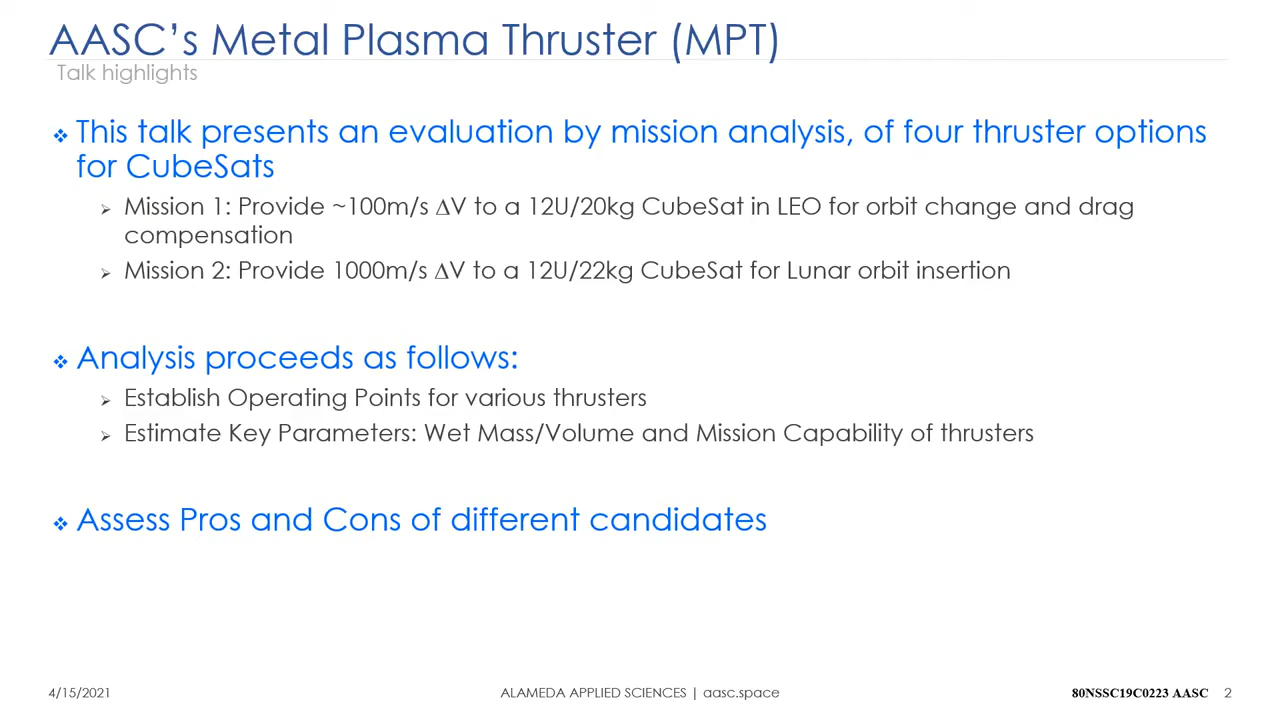 AASC’s Metal Plasma Thruster (MPT)
Talk highlights
This talk presents an evaluation by mission analysis, of four thruster options
for CubeSats
Mission 1: Provide ~100m/s ∆V to a 12U/20kg CubeSat in LEO for orbit change and drag
compensation
Mission 2: Provide 1000m/s ∆V to a 12U/22kg CubeSat for Lunar orbit insertion
Analysis proceeds as follows:
Establish Operating Points for various thrusters
Estimate Key Parameters: Wet Mass/Volume and Mission Capability of thrusters
Assess Pros and Cons of different candidates
4/15/2021 ALAMEDA APPLIED SCIENCES | aasc.space 80NSSC19C0223 AASC 2